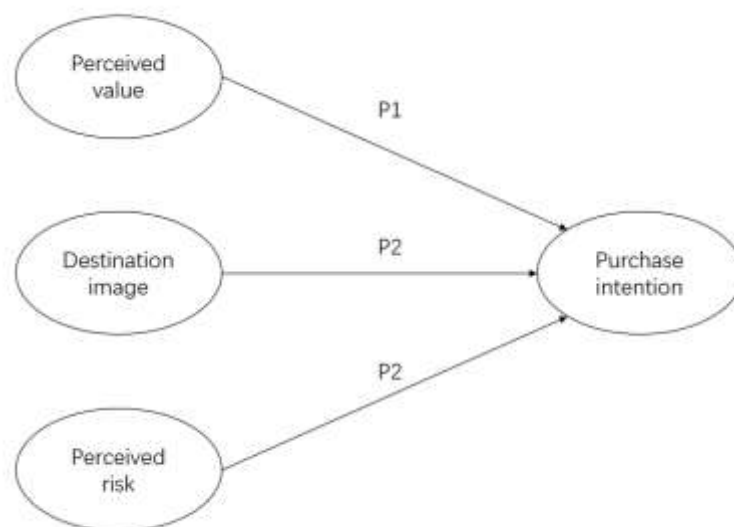 Perceived
value
P1
Destination
image
P2
Purchase
intention
P2
Perceived
risk